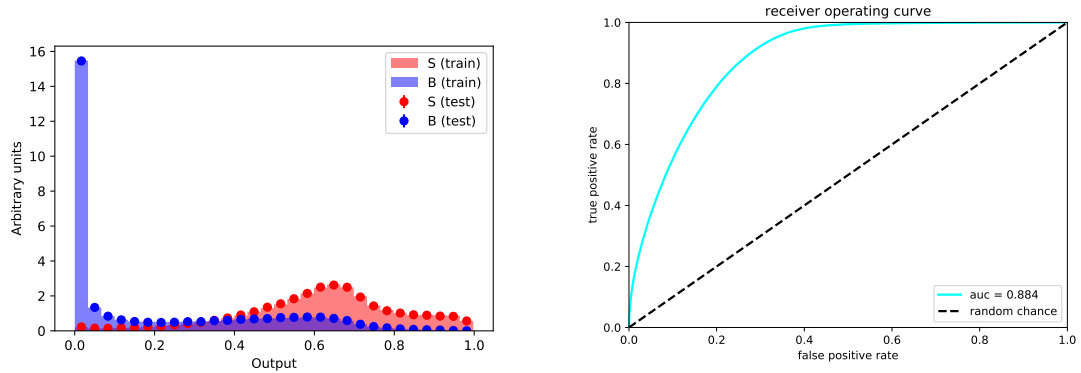 16
14
12
10
8
6
4
2
0
Arbitrary units
0.0 0.2 0.4 0.6 0.8 1.0
Output
S (train)
B (train)
S (test)
B (test)
receiver operating curve
1.0
0.8
0.6
0.4
0.2
0.0
true positive rate
0.0 0.2 0.4 0.6 0.8 1.0
false positive rate
auc = 0.884
random chance